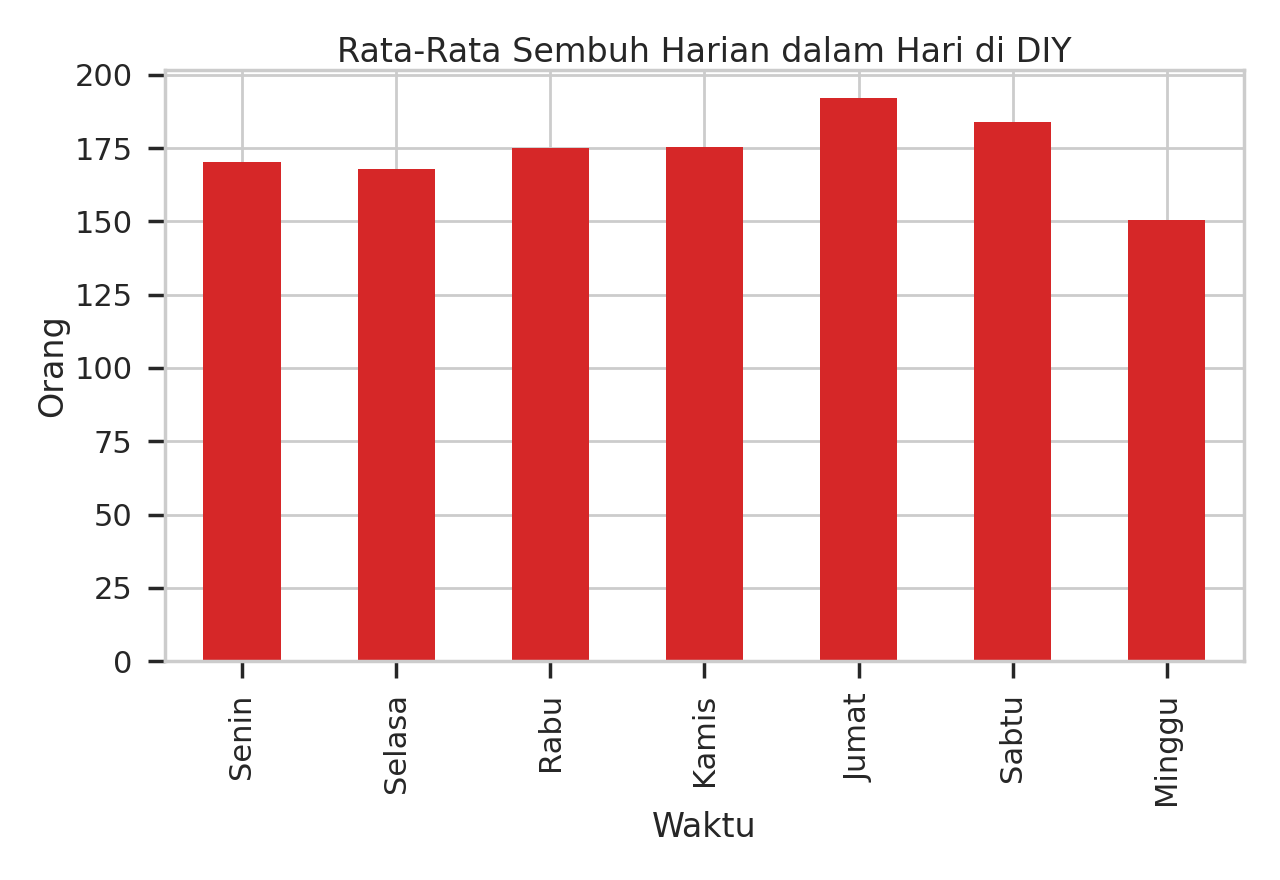 Rata-Rata Sembuh Harian dalam Hari di DIY
200
175
150
125
100
75
50
25
0
Orang
Senin
Selasa
Rabu
Kamis
Jumat
Sabtu
Minggu
Waktu